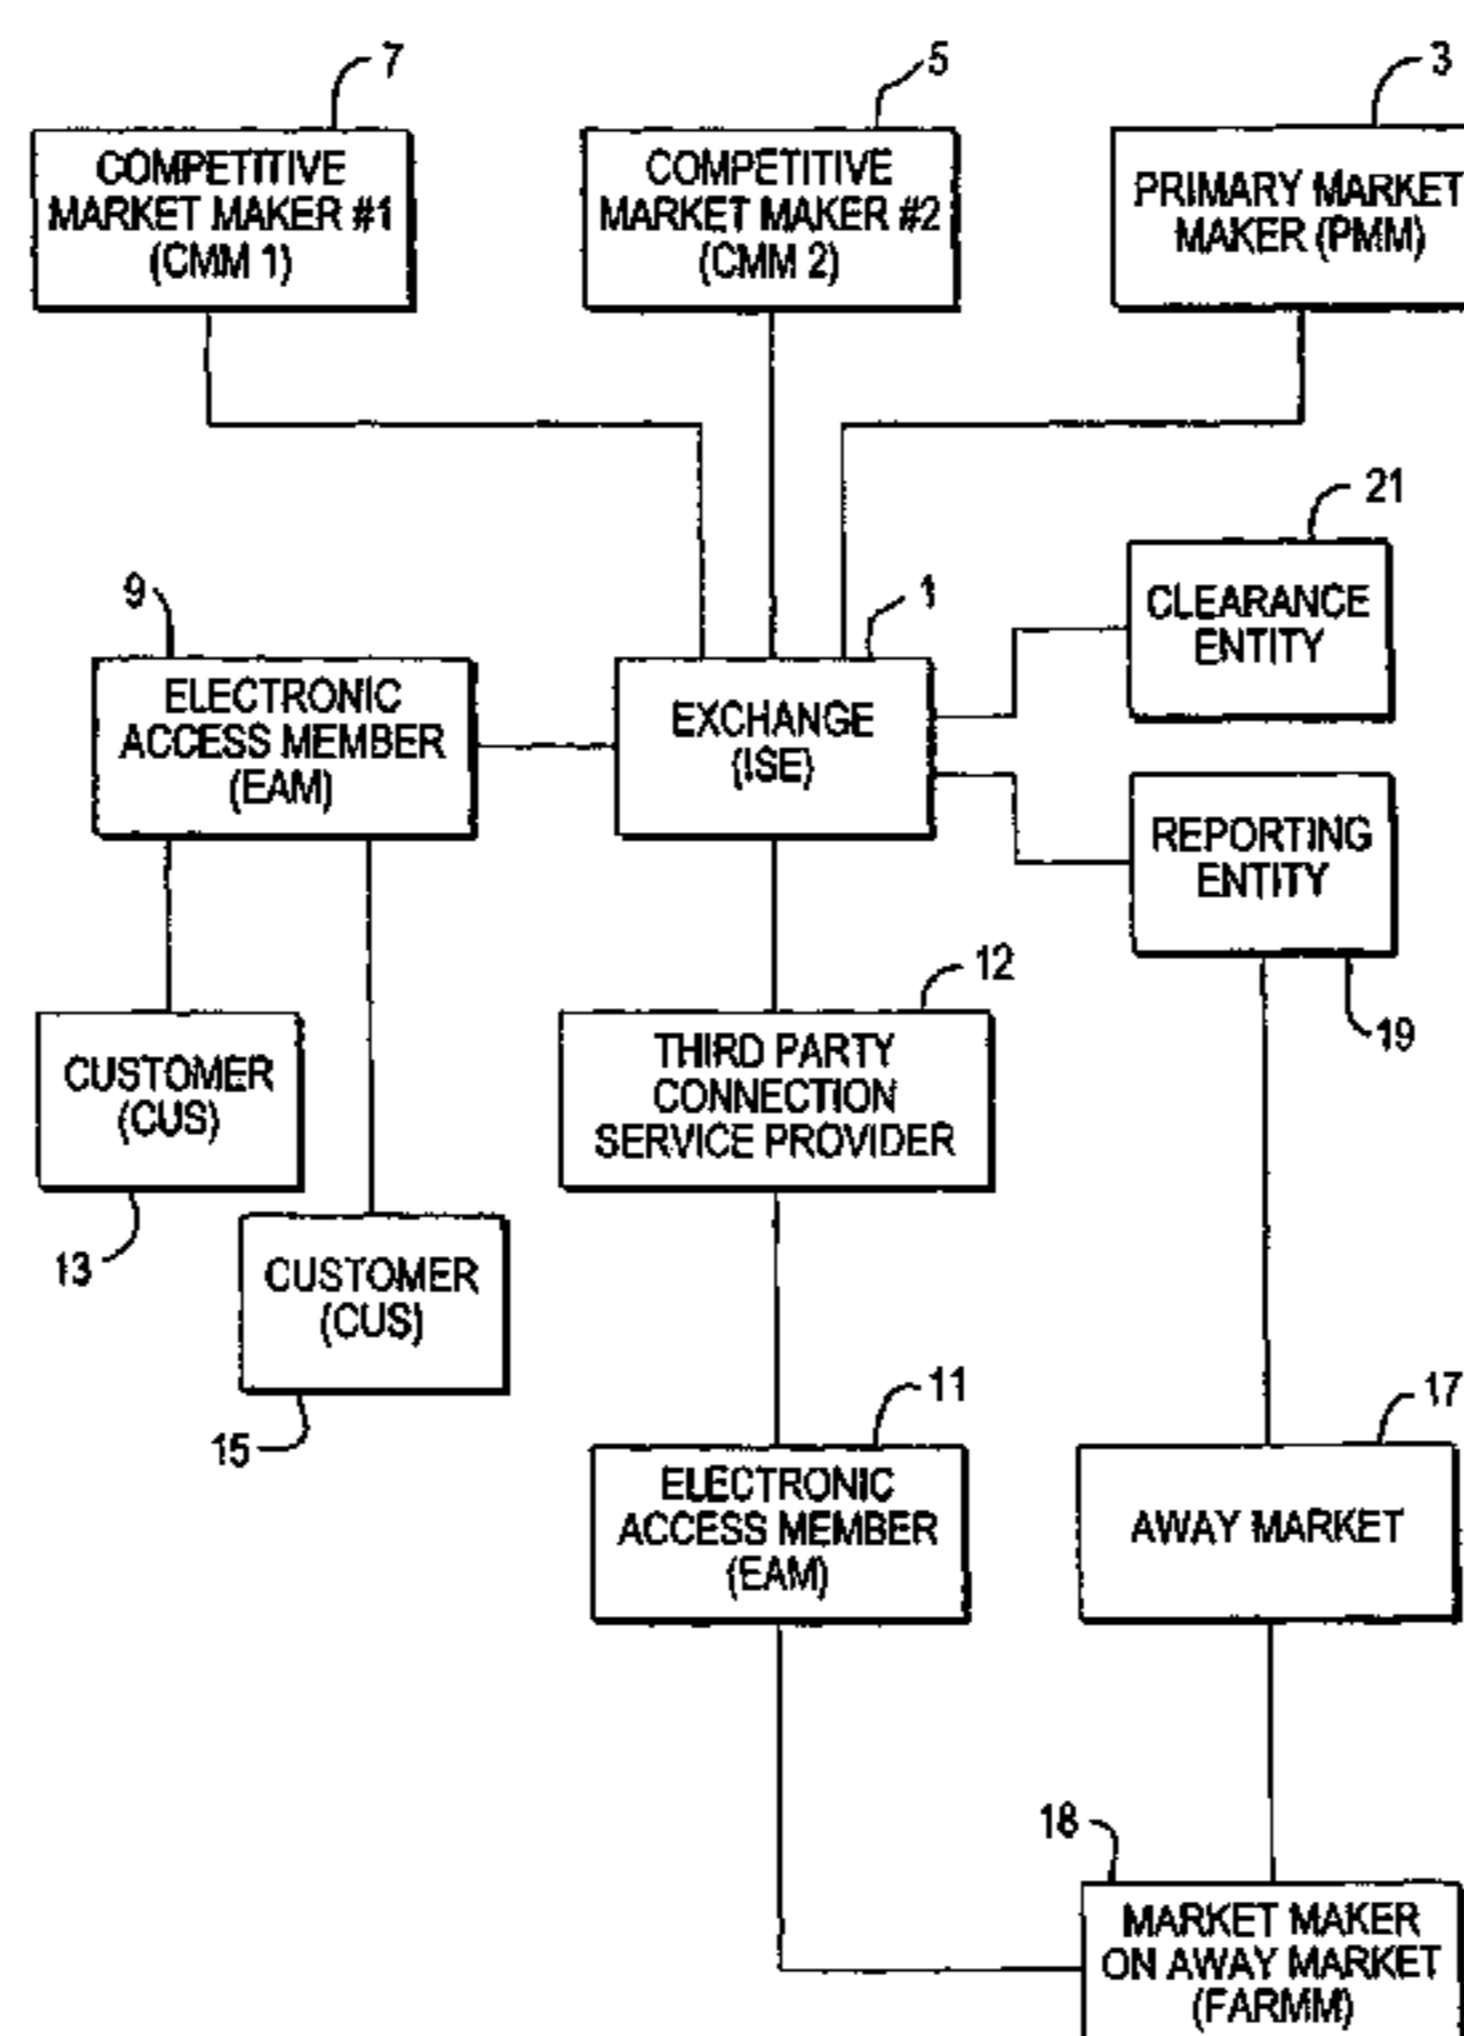 7
5
3
COMPETITIVE
MARKET MAKER #1
(CMM 1)
COMPETITIVE
MARKET MAKER #2
(CMM 2)
PRIMARY MARKET
MAKER (PMM)
21
CLEARANCE
ENTITY
9
1
ELECTRONIC
ACCESS MEMBER
(EAM)
EXCHANGE
(ISE)
REPORTING
ENTITY
19
12
CUSTOMER
(CUS)
13
THIRD PARTY
CONNECTION
SERVICE PROVIDER
CUSTOMER
(CUS)
15
11
17
ELECTRONIC
ACCESS MEMBER
(EAM)
AWAY MARKET
18
MARKET MAKER
ON AWAY MARKET
(FARMM)